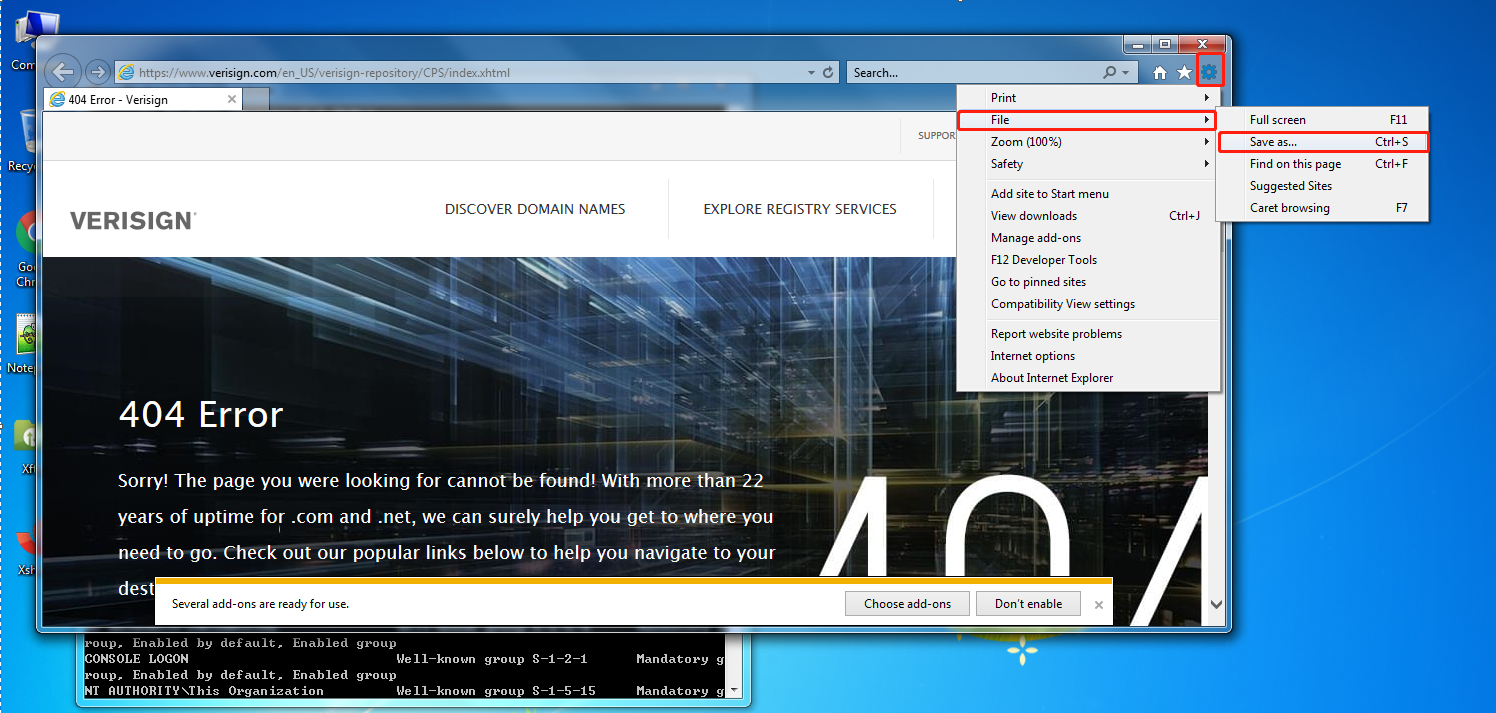 Com
Recyc
Goo
Chr
Notep
Xft
Xsh
https://www.verisign.com/en_US/verisign-repository/CPS/index.xhtml
Search...
404 Error - Verisign
SUPPOR
VERISIGN
DISCOVER DOMAIN NAMES
EXPLORE REGISTRY SERVICES
Print
File
Zoom (100%)
Safety
Add site to Start menu
View downloads Ctrl+J
Manage add-ons
F12 Developer Tools
Go to pinned sites
Compatibility View settings
Report website problems
Internet options
About Internet Explorer
Full screen F11
Save as... Ctrl+S
Find on this page Ctrl+F
Suggested Sites
Caret browsing F7
404 Error
Sorry! The page you were looking for cannot be found! With more than 22
years of uptime for .com and .net, we can surely help you get to where you
need to go. Check out our popular links below to help you navigate to your
dest
404
Several add-ons are ready for use.
Choose add-ons
Don't enable
roup, Enabled by default, Enabled group
CONSOLE LOGON Well-known group S-1-2-1 Mandatory g
roup, Enabled by default, Enabled group
NT AUTHORITY\This Organization Well-known group S-1-5-15 Mandatory g